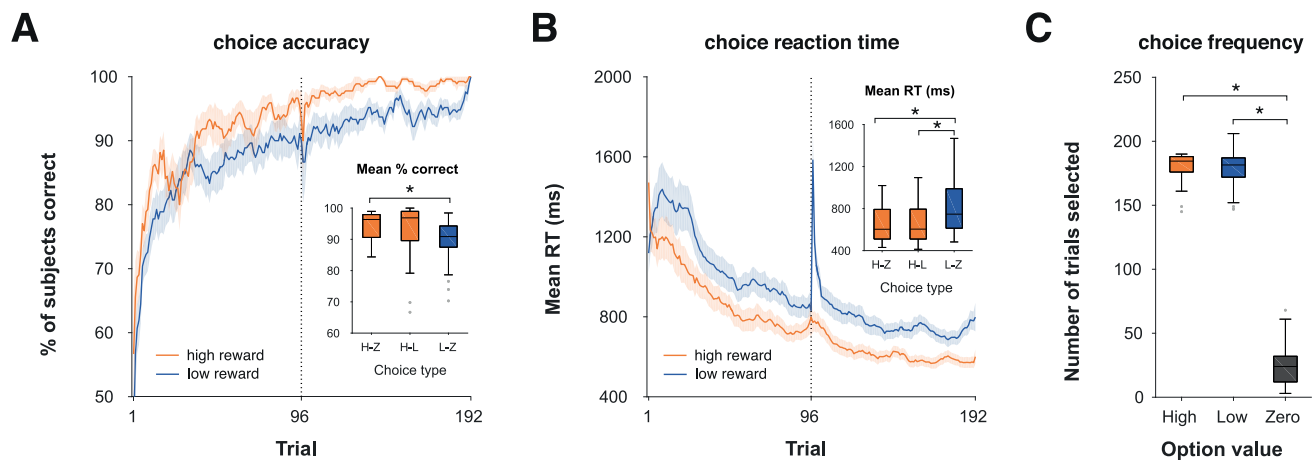 A
choice accuracy
% of subjects correct
100
90
80
70
60
50
1
96
192
Trial
high reward
low reward
Mean % correct
*
100
90
80
70
60
H-Z
H-L
L-Z
Choice type
B
choice reaction time
Mean RT (ms)
2000
1600
1200
800
400
1
96
192
Trial
high reward
low reward
Mean RT (ms)
*
*
1600
1200
800
400
H-Z
H-L
L-Z
Choice type
C
choice frequency
Number of trials selected
250
200
150
100
50
0
*
*
High
Low
Zero
Option value